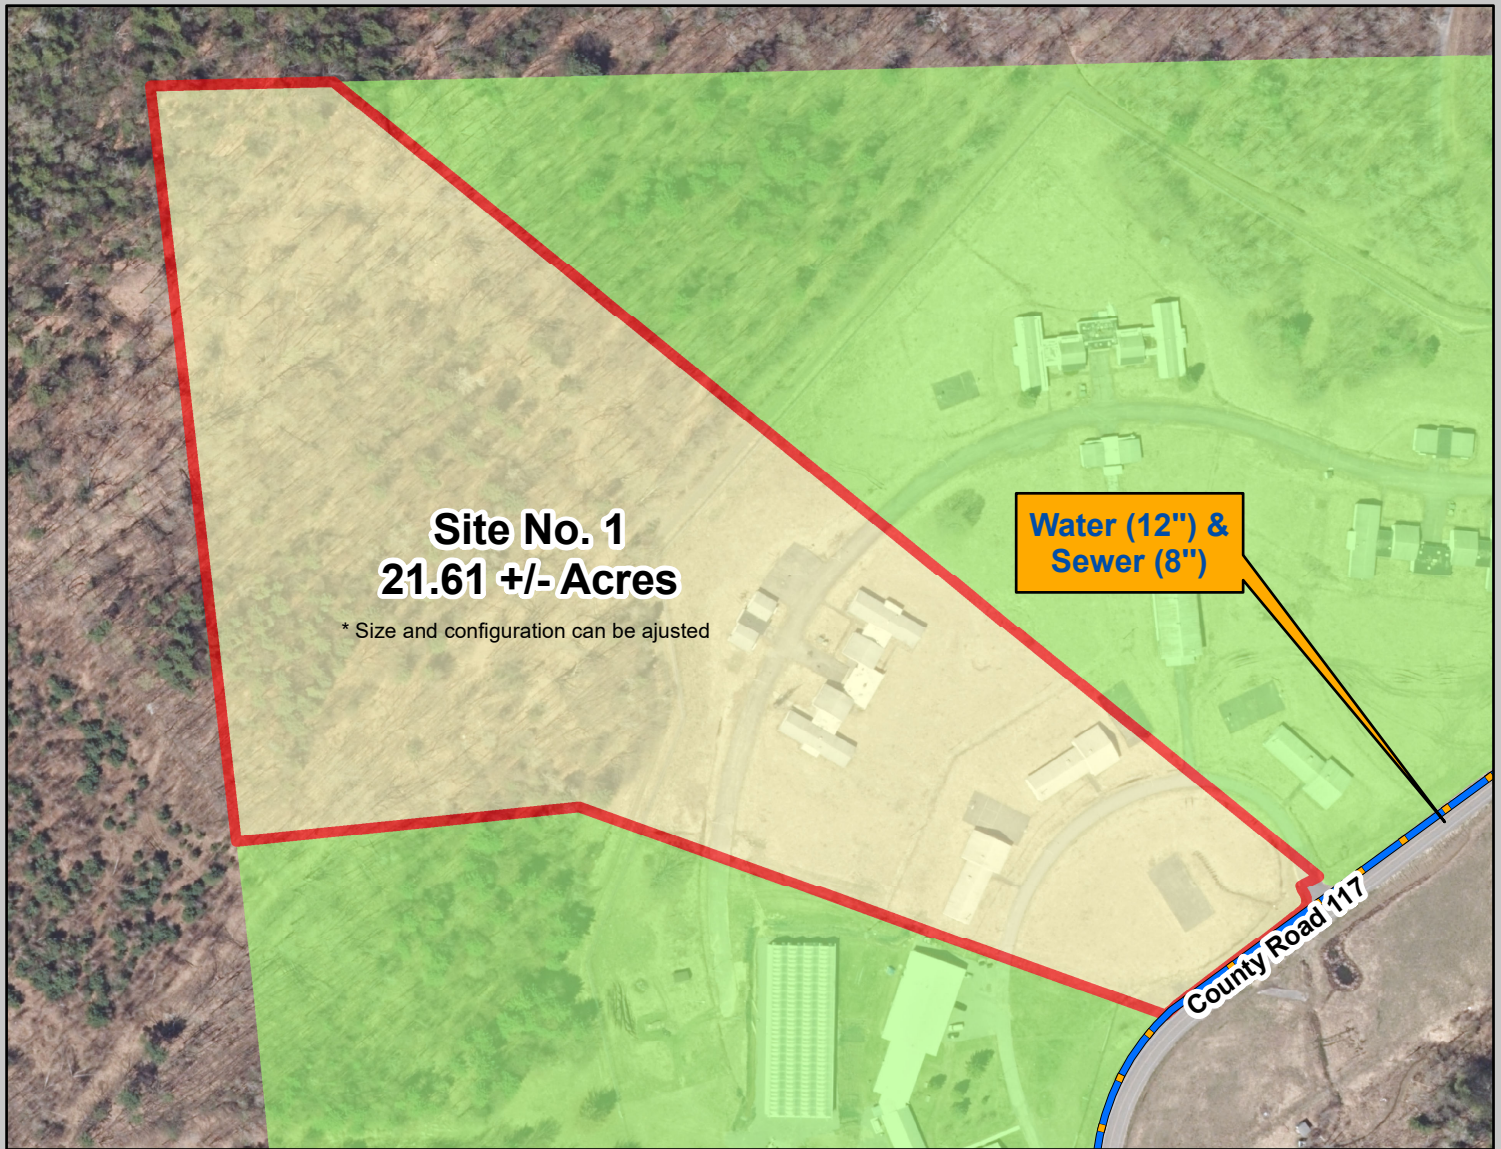 Site No. 1
21.61 +/- Acres
* Size and configuration can be ajusted
Water (12") &
Sewer (8")
County Road 117